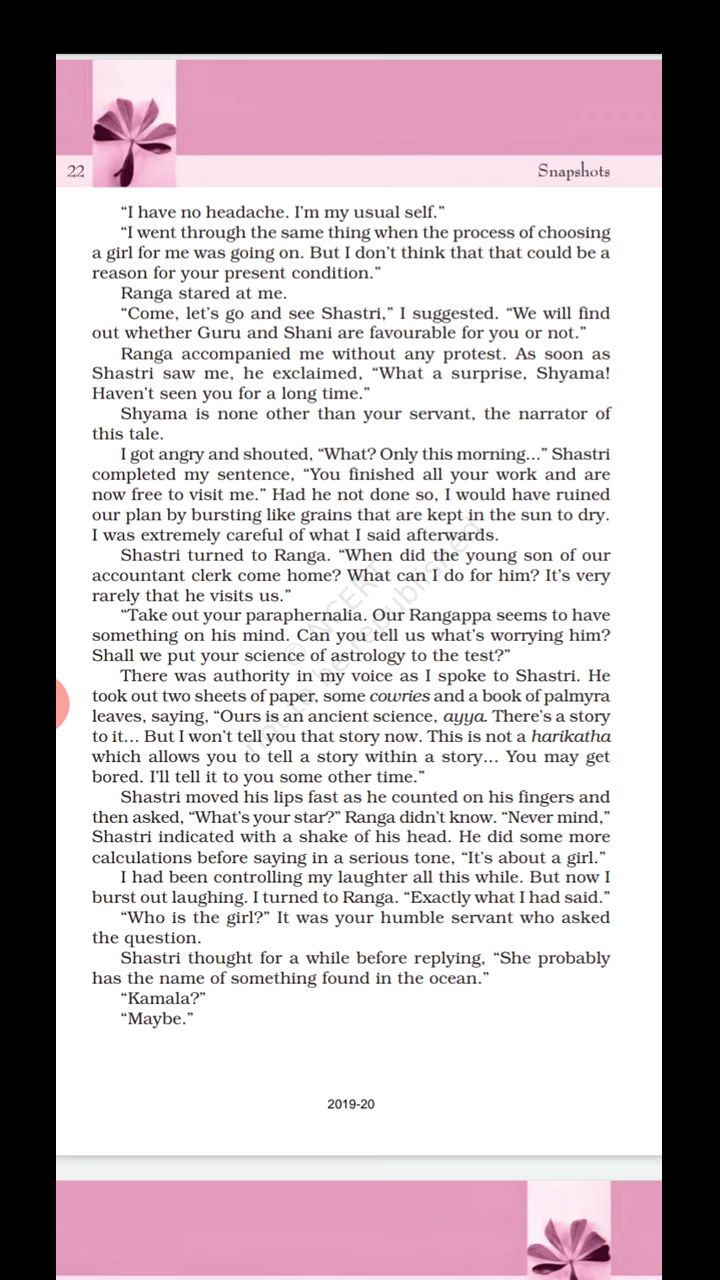 22
Snapshots
“I have no headache. I'm my usual self.”
“I went through the same thing when the process of choosing
a girl for me was going on. But I don't think that that could be a
reason for your present condition.”
Ranga stared at me.
“Come, let's go and see Shastri,” I suggested. “We will find
out whether Guru and Shani are favourable for you or not.”
Ranga accompanied me without any protest. As soon as
Shastri saw me, he exclaimed, “What a surprise, Shyama!
Haven't seen you for a long time.”
Shyama is none other than your servant, the narrator of
this tale.
I got angry and shouted, “What? Only this morning...” Shastri
completed my sentence, “You finished all your work and are
now free to visit me.” Had he not done so, I would have ruined
our plan by bursting like grains that are kept in the sun to dry.
I was extremely careful of what I said afterwards.
Shastri turned to Ranga. “When did the young son of our
accountant clerk come home? What can I do for him? It's very
rarely that he visits us.”
“Take out your paraphernalia. Our Rangappa seems to have
something on his mind. Can you tell us what's worrying him?
Shall we put your science of astrology to the test?”
There was authority in my voice as I spoke to Shastri. He
took out two sheets of paper, some cowries and a book of palmyra
leaves, saying, “Ours is an ancient science, ayya. There's a story
to it... But I won't tell you that story now. This is not a harikatha
which allows you to tell a story within a story... You may get
bored. I'll tell it to you some other time.”
Shastri moved his lips fast as he counted on his fingers and
then asked, “What's your star?” Ranga didn't know. “Never mind,”
Shastri indicated with a shake of his head. He did some more
calculations before saying in a serious tone, “It's about a girl.”
I had been controlling my laughter all this while. But now I
burst out laughing. I turned to Ranga. “Exactly what I had said.”
“Who is the girl?” It was your humble servant who asked
the question.
Shastri thought for a while before replying, “She probably
has the name of something found in the ocean.”
“Kamala?”
“Maybe.”
© NCERT
not to be republished
2019-20